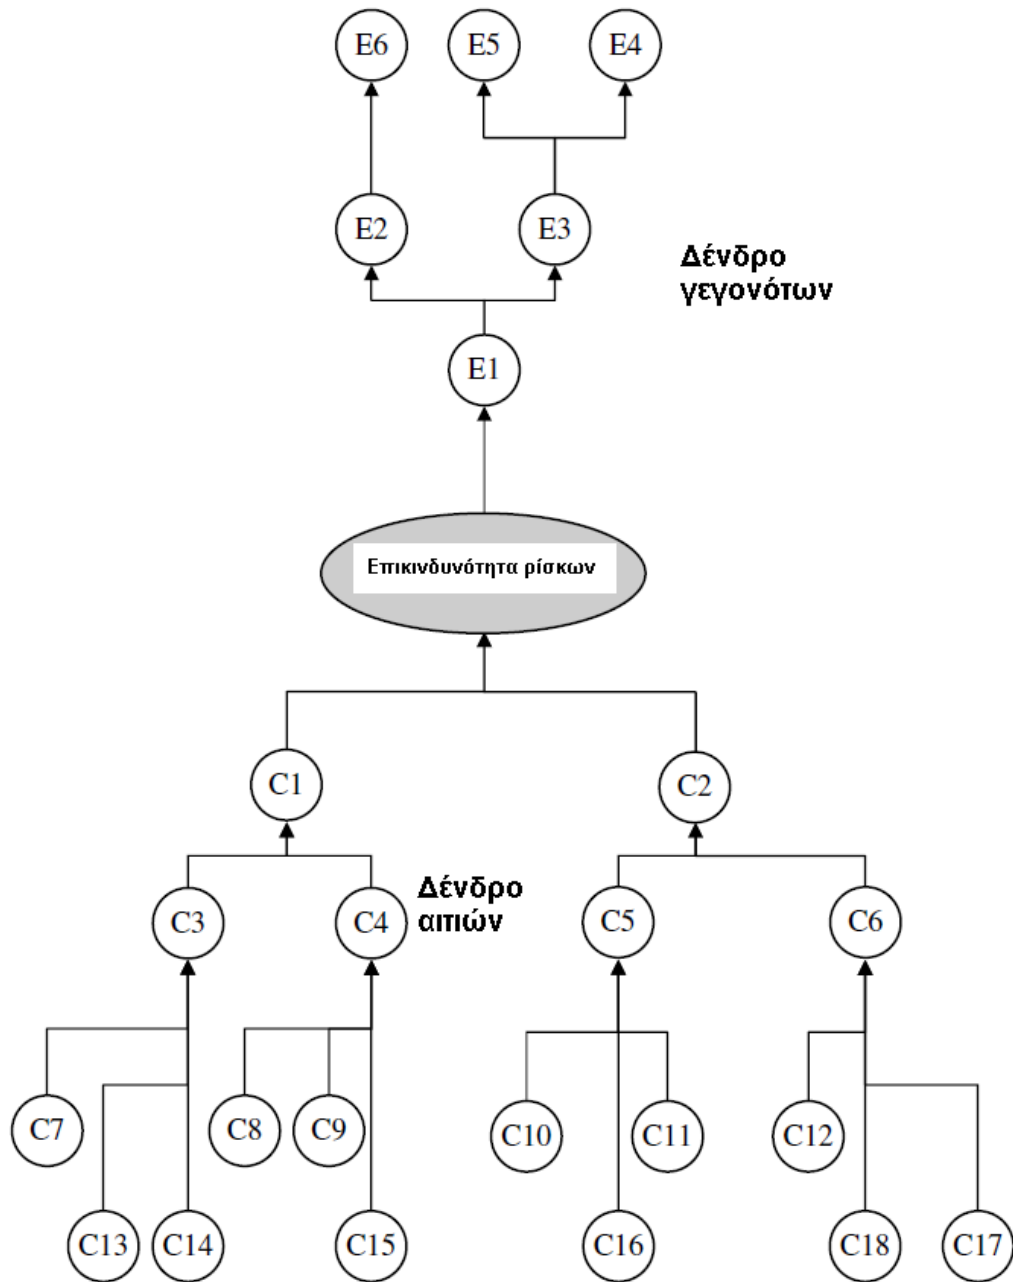 E6 E5 E4
E2 E3
Δένδρο
γεγονότων
E1
Επικινδυνότητα ρίσκων
C1 C2
C3 C4 C5 C6
Δένδρο
αιτιών
C7 C8 C9 C10 C11 C12
C13 C14 C15 C16 C18 C17